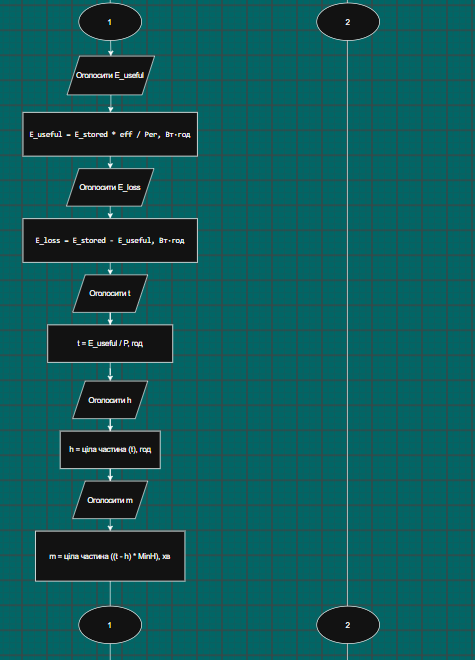 1
2
Оголосити E_useful
E_useful = E_stored * eff / Per, Вт·год
Оголосити E_loss
E_loss = E_stored - E_useful, Вт·год
Оголосити t
t = E_useful / P, год
Оголосити h
h = ціла частина (t), год
Оголосити m
m = ціла частина ((t - h) * MinH), хв
1
2